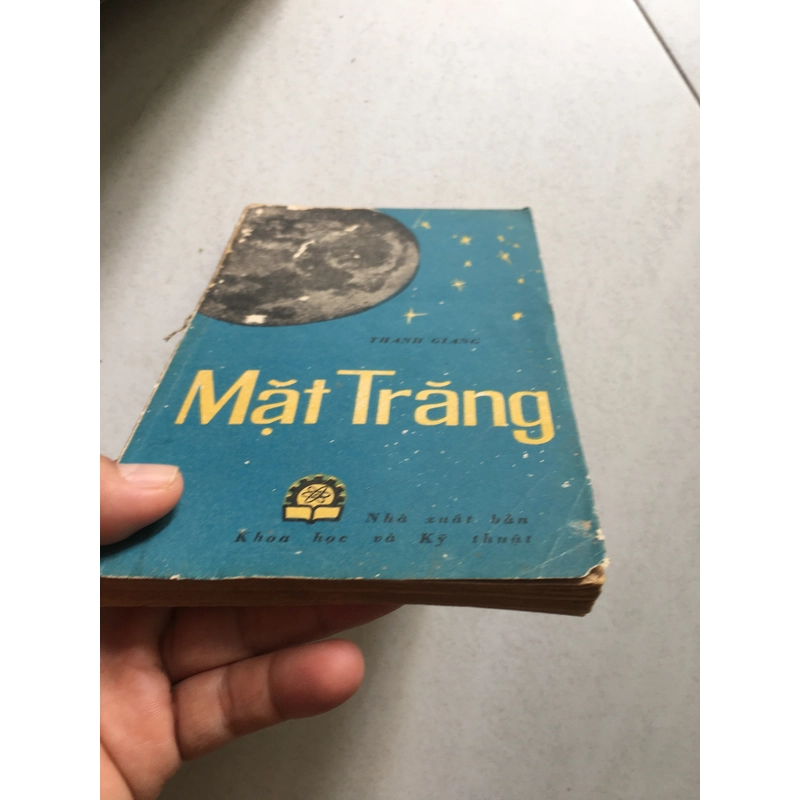 THANH GIANG
Mặt Trăng
Nhà xuất bản
Khoa học và Kỹ thuật